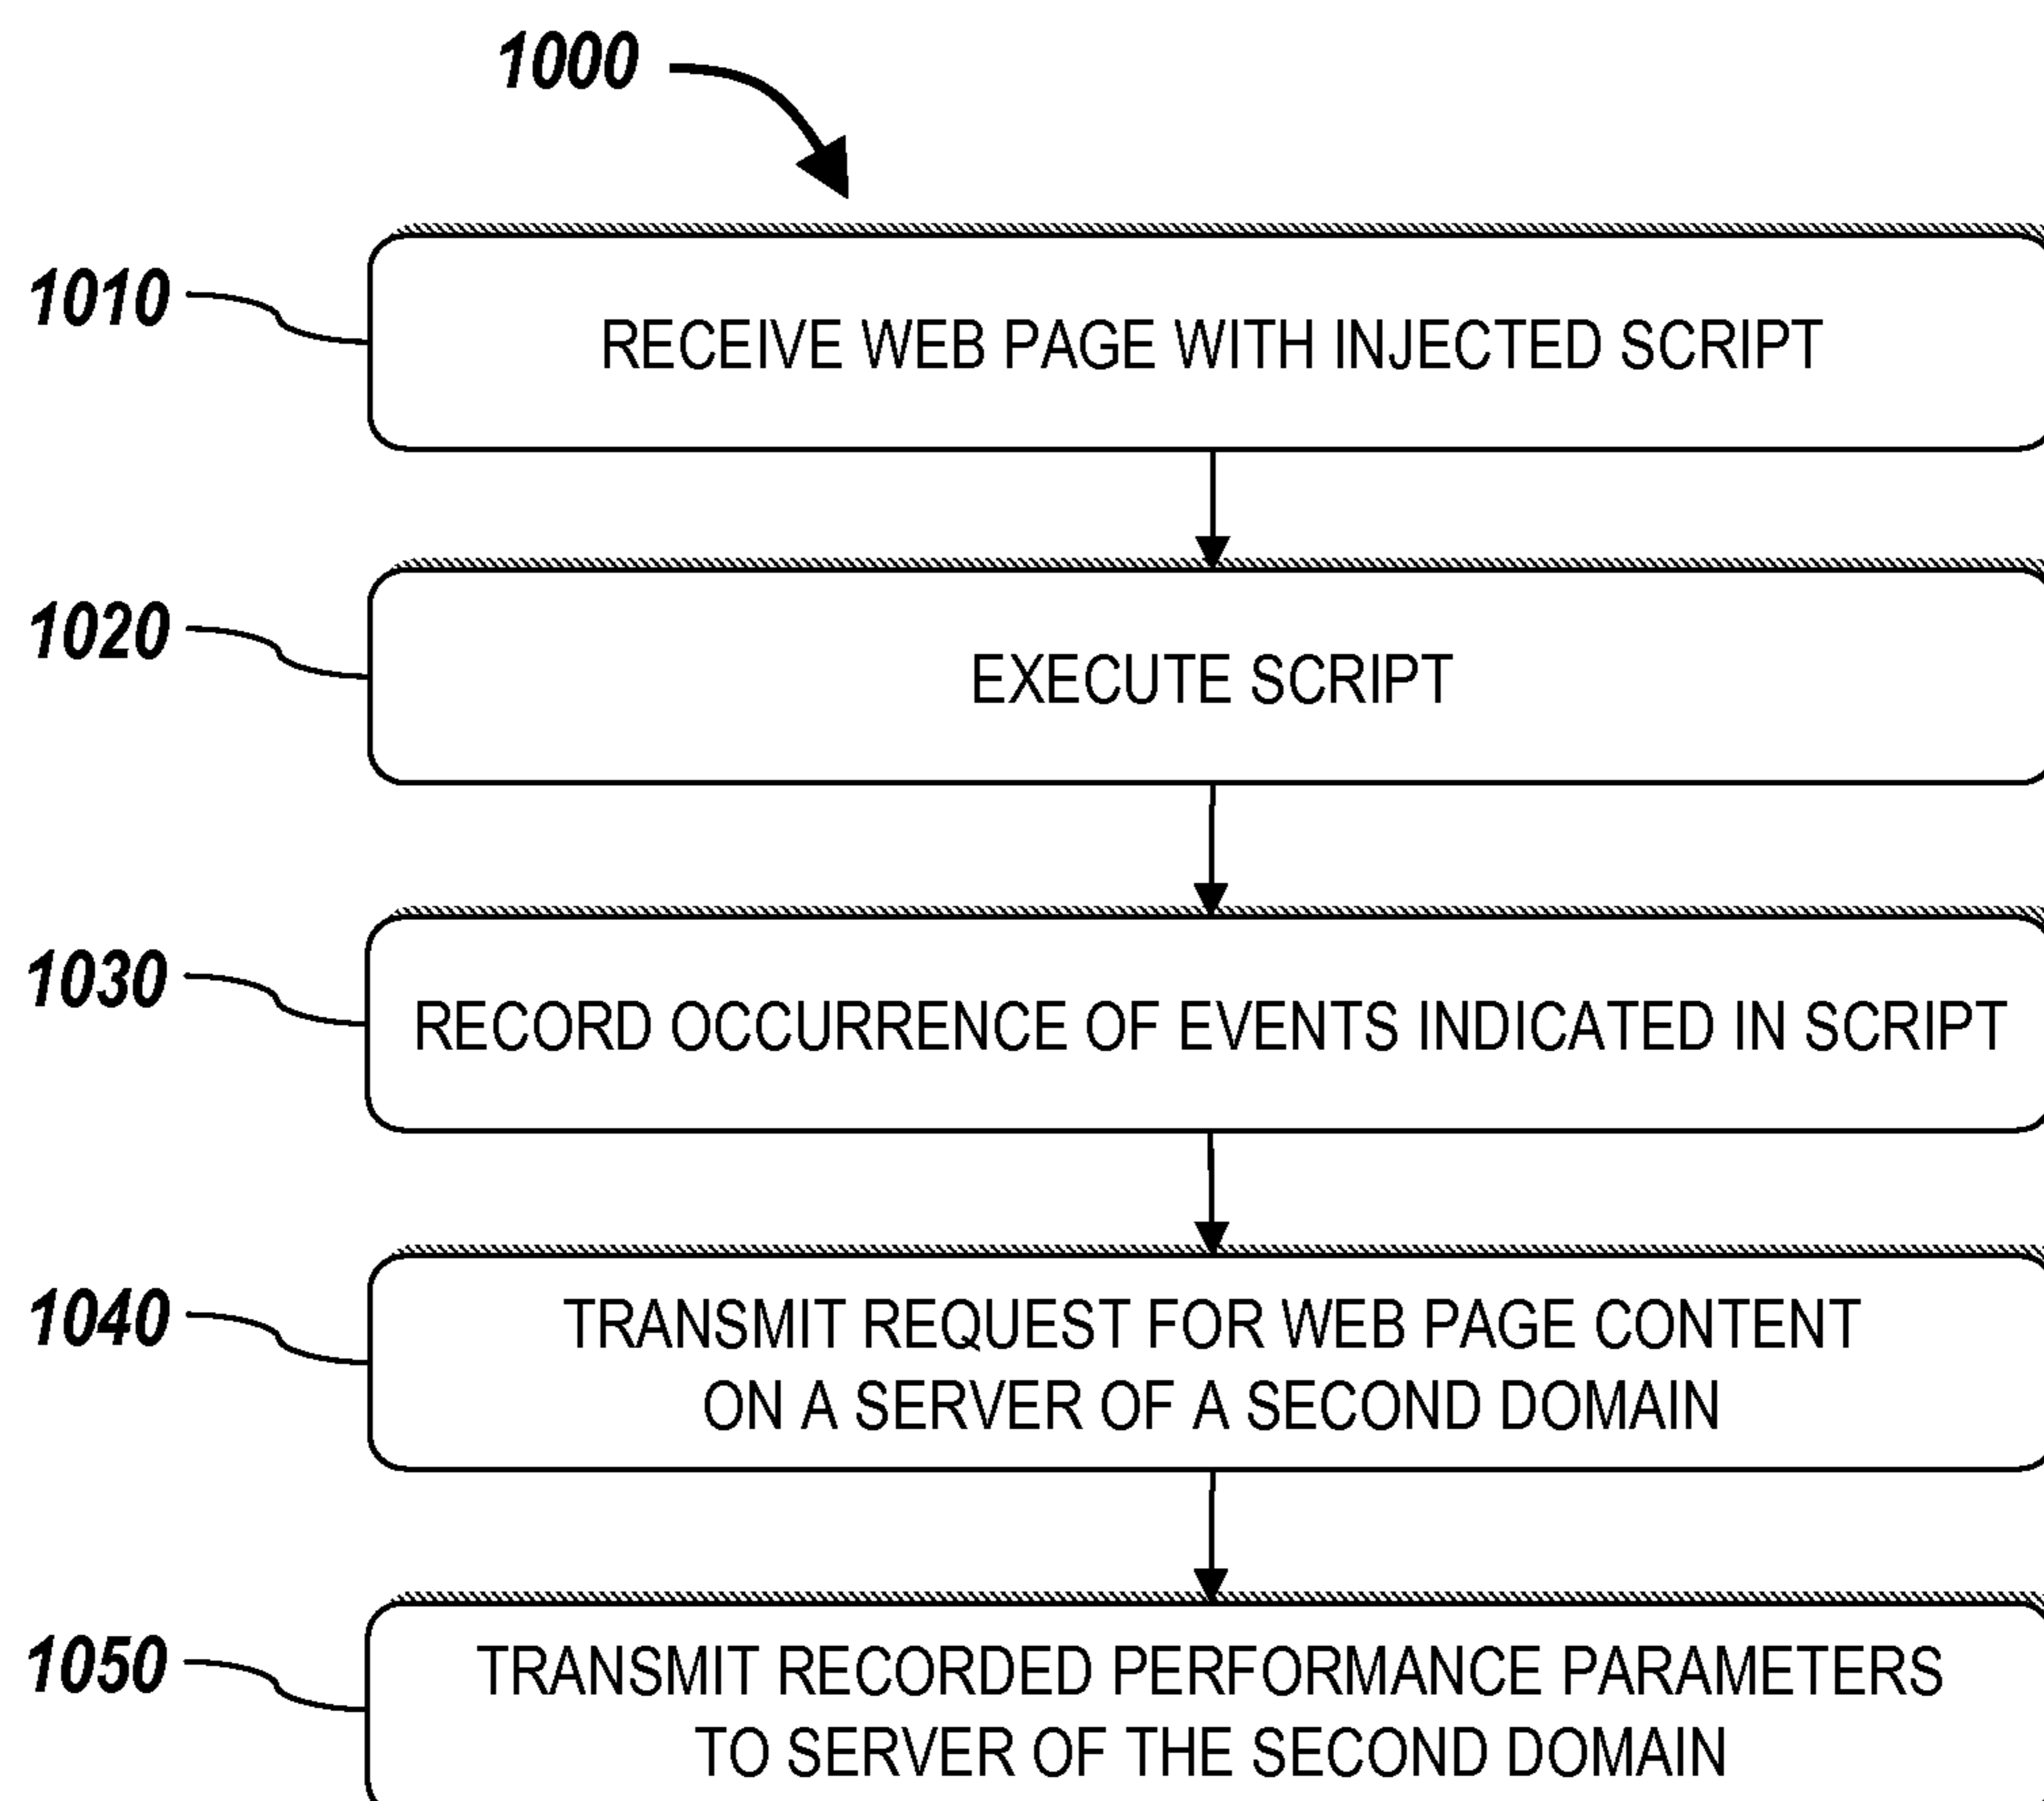 1000
1010
RECEIVE WEB PAGE WITH INJECTED SCRIPT
1020
EXECUTE SCRIPT
1030
RECORD OCCURRENCE OF EVENTS INDICATED IN SCRIPT
1040
TRANSMIT REQUEST FOR WEB PAGE CONTENT
ON A SERVER OF A SECOND DOMAIN
1050
TRANSMIT RECORDED PERFORMANCE PARAMETERS
TO SERVER OF THE SECOND DOMAIN